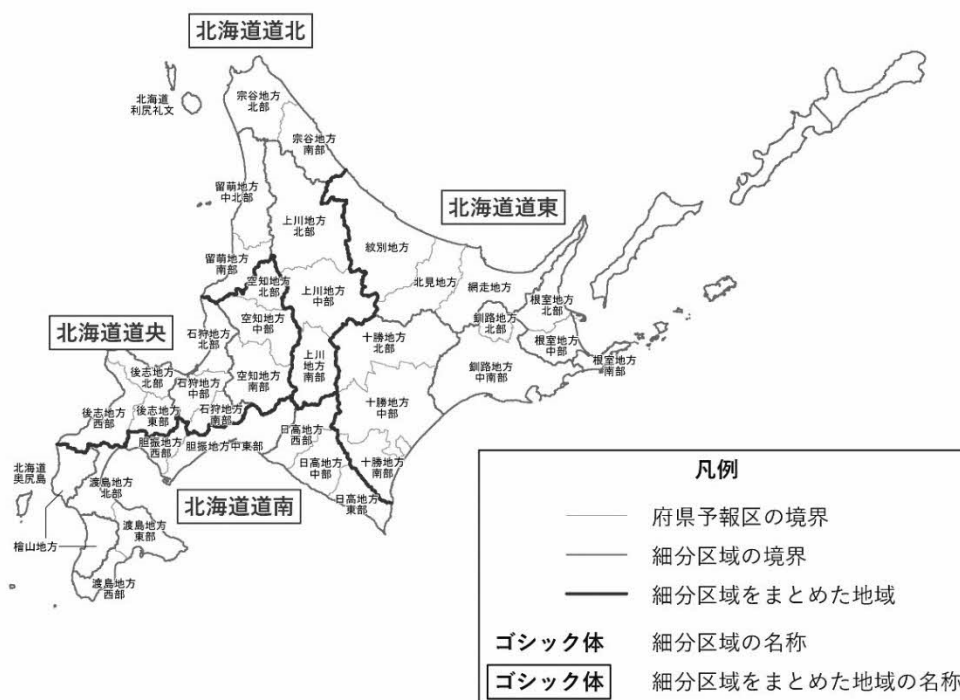 北海道道北
宗谷地方
北部
北海道
利尻礼文
宗谷地方
南部
留萌地方
中北部
上川地方
北部
北海道道東
紋別地方
留萌地方
南部
空知地方
北部
上川地方
中部
北見地方
網走地方
根室地方
北部
釧路地方
北部
空知地方
中部
北海道道央
石狩地方
北部
十勝地方
北部
根室地方
中部
根室地方
南部
上川
地方
南部
釧路地方
中南部
後志地方
北部
石狩地方
中部
空知地方
南部
後志地方
西部
後志地方
東部
石狩地方
南部
十勝地方
中部
胆振地方
西部
胆振地方中東部
日高地方
西部
日高地方
中部
十勝地方
南部
日高地方
東部
北海道
奥尻島
渡島地方
北部
北海道道南
渡島地方
東部
檜山地方
渡島地方
西部
凡例
府県予報区の境界
細分区域の境界
細分区域をまとめた地域
ゴシック体 細分区域の名称
ゴシック体 細分区域をまとめた地域の名称